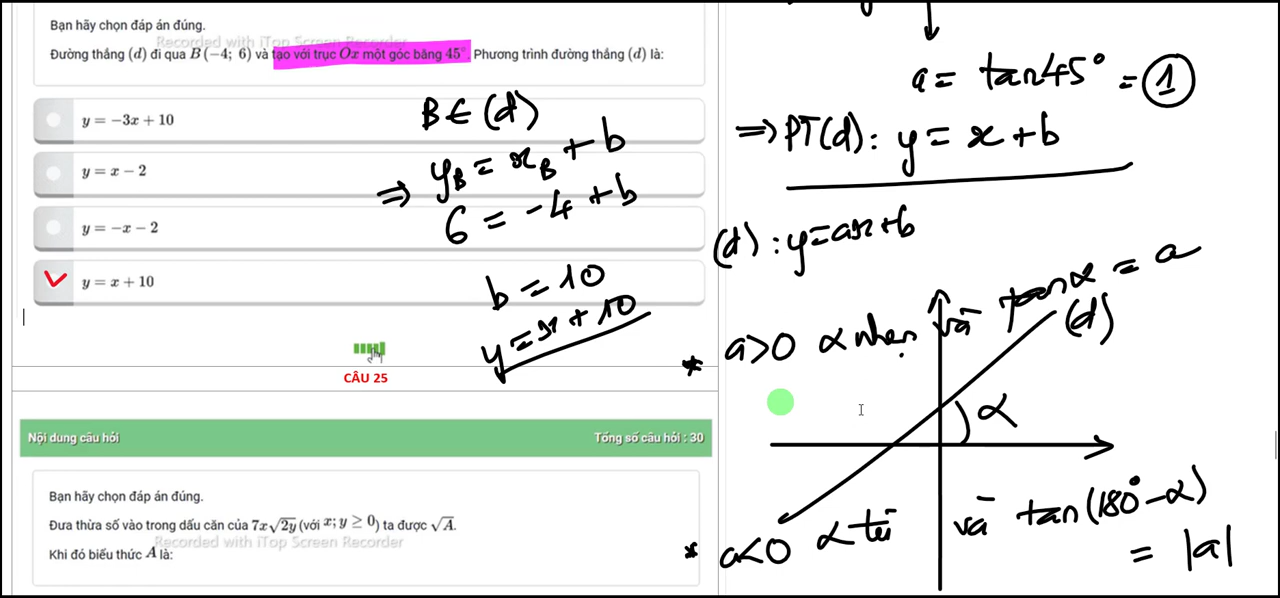 Bạn hãy chọn đáp án đúng.
Recorded with iTop Screen Recorder
Đường thẳng (d) đi qua B(−4; 6) và tạo với trục Ox một góc bằng 45°. Phương trình đường thẳng (d) là:
y = −3x + 10
y = x − 2
y = −x − 2
y = x + 10
B ∈ (d)
⇒ y_B = x_B + b
6 = -4 + b
b = 10
y = x + 10
CÂU 25
Nội dung câu hỏi
Tổng số câu hỏi : 30
Bạn hãy chọn đáp án đúng.
Đưa thừa số vào trong dấu căn của 7x√2y (với x; y ≥ 0) ta được √A.
Recorded with iTop Screen Recorder
Khi đó biểu thức A là:
a = tan45° = 1
⇒ PT(d): y = x + b
(d): y = ax + b
* a>0 α nhọn và tanα = a
(d)
α
* a<0 α tù và tan(180° - α)
= |a|